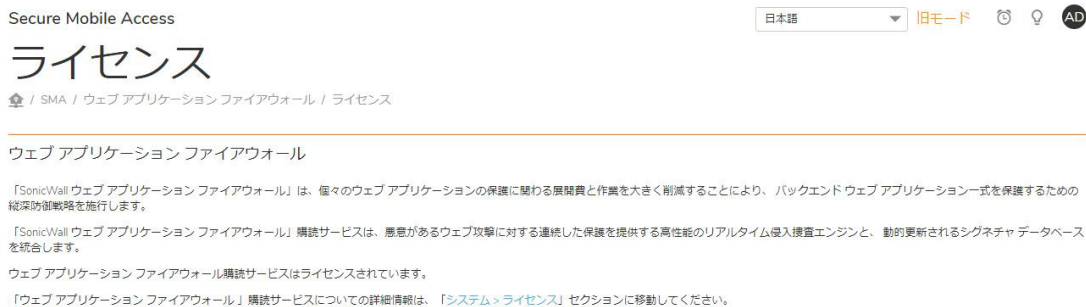 Secure Mobile Access
日本語
旧モード
AD
ライセンス
/ SMA / ウェブ アプリケーション ファイアウォール / ライセンス
ウェブ アプリケーション ファイアウォール
「SonicWall ウェブ アプリケーション ファイアウォール」は、個々のウェブ アプリケーションの保護に関わる展開費と作業を大きく削減することにより、 バックエンド ウェブ アプリケーション一式を保護するための
縦深防御戦略を施行します。
「SonicWall ウェブ アプリケーション ファイアウォール」購読サービスは、悪意があるウェブ攻撃に対する連続した保護を提供する高性能のリアルタイム侵入捜査エンジンと、 動的更新されるシグネチャ データベース
を統合します。
ウェブ アプリケーション ファイアウォール購読サービスはライセンスされています。
「ウェブ アプリケーション ファイアウォール 」購読サービスについての詳細情報は、「システム > ライセンス」セクションに移動してください。